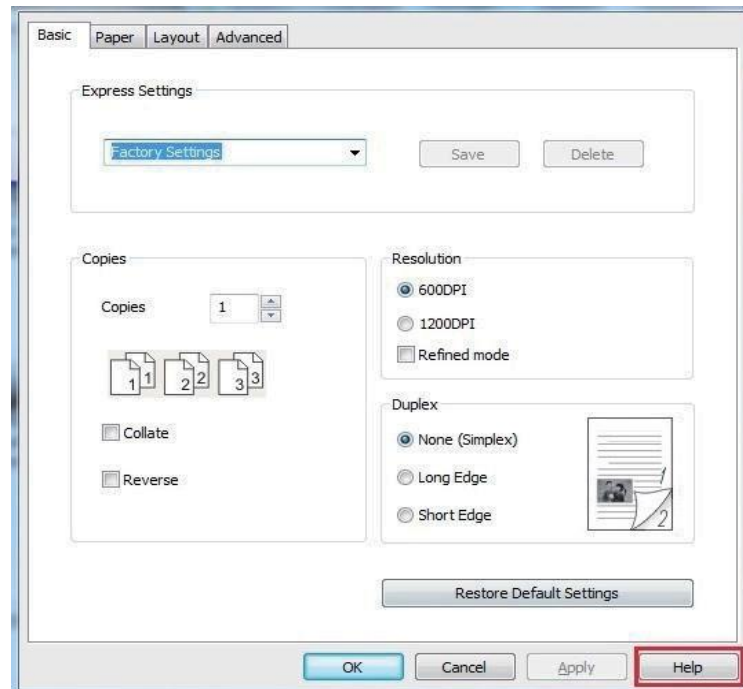 Basic Paper Layout Advanced
Express Settings
Factory Settings Save Delete
Copies
Copies 1
1 1 2 2 3 3
Collate
Reverse
Resolution
600DPI
1200DPI
Refined mode
Duplex
None (Simplex)
Long Edge
Short Edge
1
2
Restore Default Settings
OK Cancel Apply Help